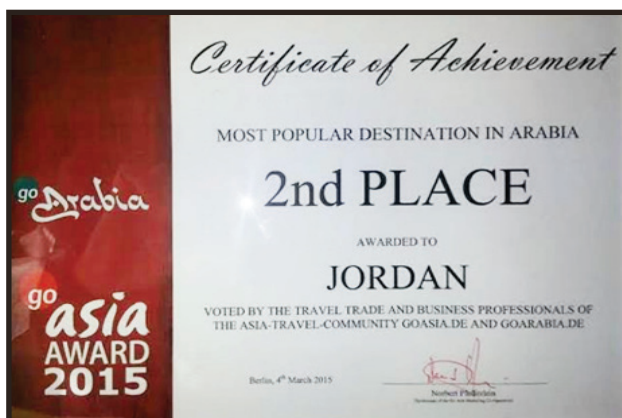 Certificate of Achievement
MOST POPULAR DESTINATION IN ARABIA
2nd PLACE
AWARDED TO
JORDAN
VOTED BY THE TRAVEL TRADE AND BUSINESS PROFESSIONALS OF
THE ASIA-TRAVEL-COMMUNITY GOASIA.DE AND GOARABIA.DE
Berlin, 4th March 2015
Norbert
go Arabia
go
asia
AWARD
2015